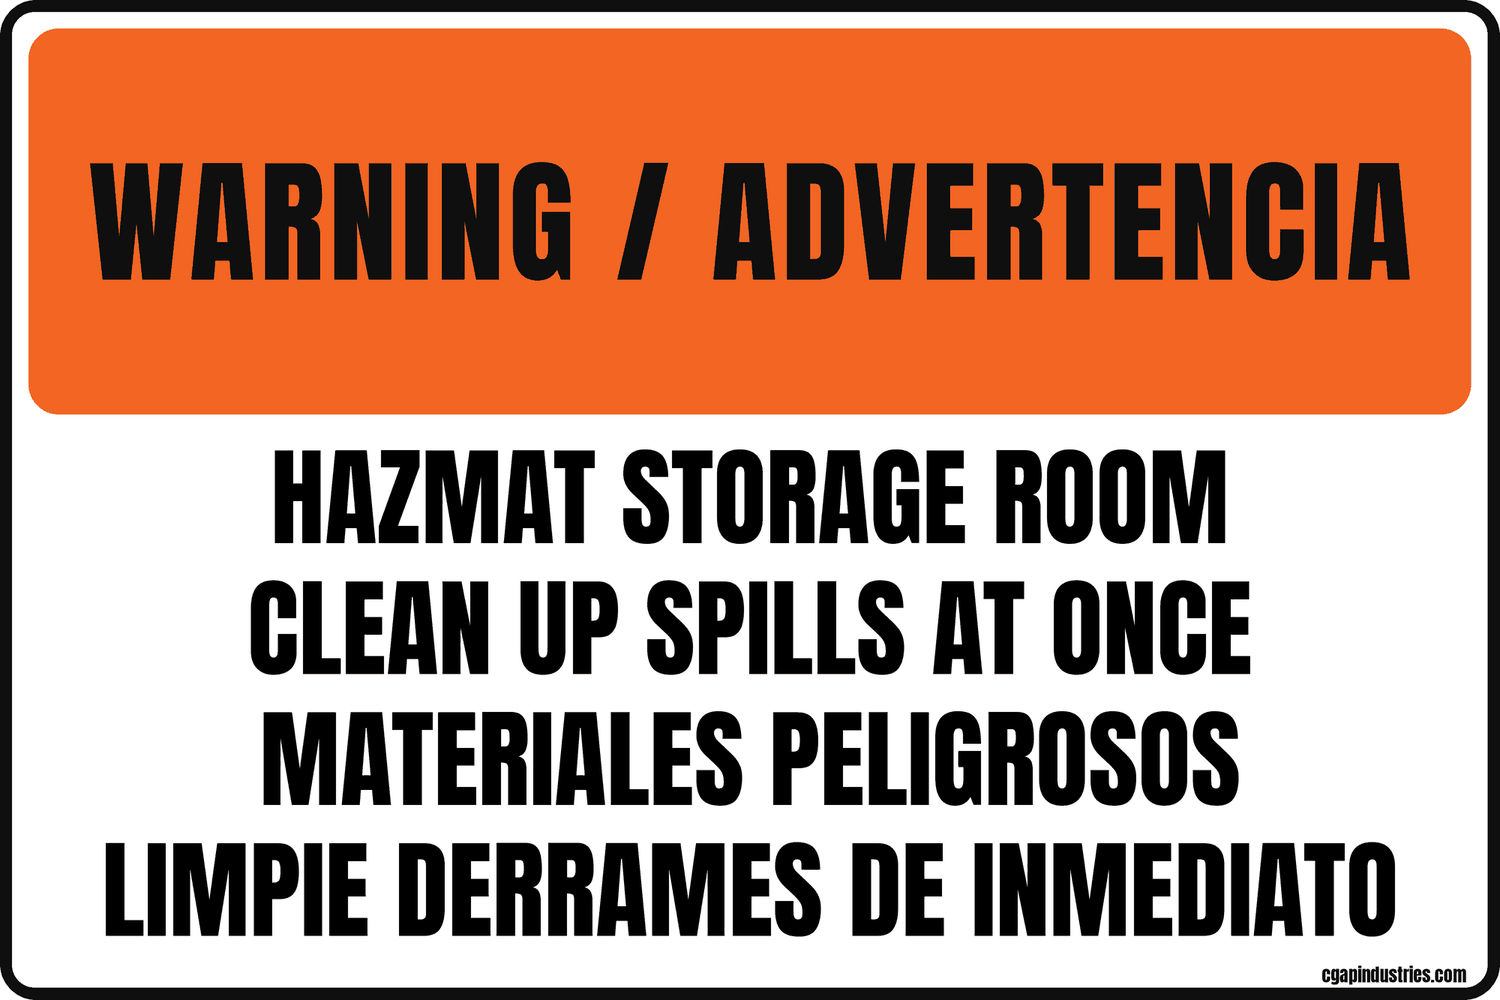 WARNING / ADVERTENCIA
HAZMAT STORAGE ROOM
CLEAN UP SPILLS AT ONCE
MATERIALES PELIGROSOS
LIMPIE DERRAMES DE INMEDIATO
cgapindustries.com